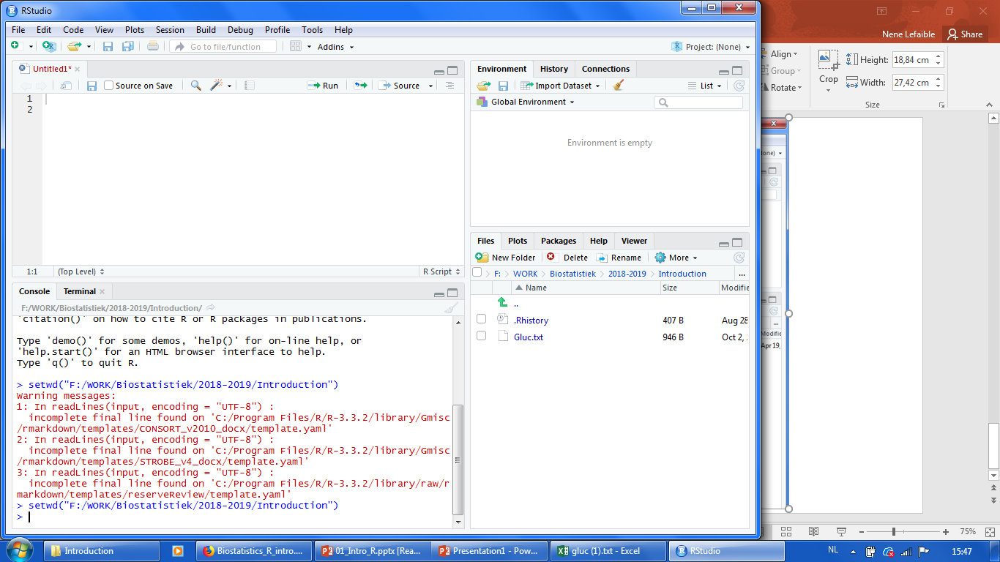 RStudio
File Edit Code View Plots Session Build Debug Profile Tools Help
Go to file/function Addins Project: (None)
Untitled1*
Source on Save Run Source
1
2
1:1 (Top Level) R Script
Console Terminal
F:/WORK/Biostatistiek/2018-2019/Introduction/
'citation()' on how to cite R or R packages in publications.
Type 'demo()' for some demos, 'help()' for on-line help, or
'help.start()' for an HTML browser interface to help.
Type 'q()' to quit R.
> setwd("F:/WORK/Biostatistiek/2018-2019/Introduction")
Warning messages:
1: In readLines(input, encoding = "UTF-8") :
incomplete final line found on 'C:/Program Files/R/R-3.3.2/library/Gmisc
/rmarkdown/templates/CONSORT_v2010_docx/template.yaml'
2: In readLines(input, encoding = "UTF-8") :
incomplete final line found on 'C:/Program Files/R/R-3.3.2/library/Gmisc
/rmarkdown/templates/STROBE_v4_docx/template.yaml'
3: In readLines(input, encoding = "UTF-8") :
incomplete final line found on 'C:/Program Files/R/R-3.3.2/library/raw/r
markdown/templates/reserveReview/template.yaml'
> setwd("F:/WORK/Biostatistiek/2018-2019/Introduction")
>
Environment History Connections
Import Dataset List
Global Environment
Environment is empty
Files Plots Packages Help Viewer
New Folder Delete Rename More
F: WORK Biostatistiek 2018-2019 Introduction ...
Name Size Modifie
..
.Rhistory 407 B Aug 28
Gluc.txt 946 B Oct 2,
Nene Lefaible Share
Align
Group
Rotate
Crop
Height: 18,84 cm
Width: 27,42 cm
Size
one)
...
Modifie
Apr 19,
75%
Introduction Biostatistics_R_intro.... 01_Intro_R.pptx [Rea... Presentation1 - Pow... gluc (1).txt - Excel RStudio NL 15:47